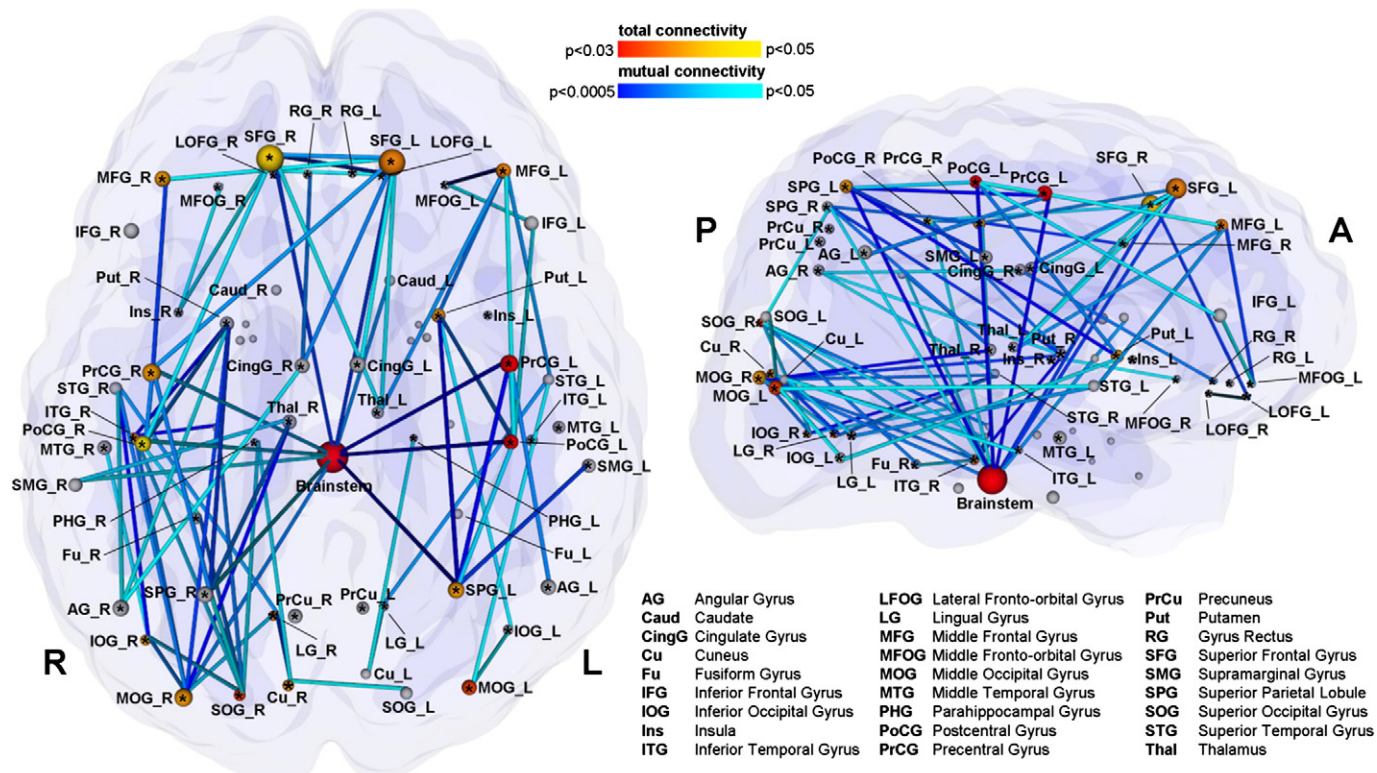 total connectivity
p<0.03 p<0.05
mutual connectivity
p<0.0005 p<0.05
RG_R RG_L
SFG_R SFG_L
LOFG_R LOFG_L
MFG_R MFG_L
MFOG_R MFOG_L
IFG_R IFG_L
Put_R Put_L
Caud_R Caud_L
Ins_R Ins_L
CingG_R CingG_L PrCG_L
PrCG_R
STG_R STG_L
ITG_R Thal_R Thal_L ITG_L
PoCG_R PoCG_L
MTG_R MTG_L
SMG_R SMG_L
Brainstem
PHG_R PHG_L
Fu_R Fu_L
AG_R SPG_R PrCu_R PrCu_L SPG_L AG_L
IOG_R LG_R LG_L IOG_L
R L
MOG_R SOG_R Cu_R Cu_L SOG_L MOG_L
PoCG_R PrCG_R PoCG_L PrCG_L SFG_R SFG_L
SPG_L
SPG_R
P A
PrCu_R MFG_L
PrCu_L MFG_R
AG_L SMG_L
AG_R CingG_R CingG_L
SOG_R SOG_L IFG_L
Cu_R Cu_L Thal_L Put_R Put_L RG_R
Thal_R Ins_R Ins_L RG_L
MOG_R MFOG_L
MOG_L STG_L
STG_R MFOG_R LOFG_R LOFG_L
IOG_R
LG_R MTG_L
IOG_L
LG_L Fu_R ITG_R ITG_L
Brainstem
AG Angular Gyrus LFOG Lateral Fronto-orbital Gyrus PrCu Precuneus
Caud Caudate LG Lingual Gyrus Put Putamen
CingG Cingulate Gyrus MFG Middle Frontal Gyrus RG Gyrus Rectus
Cu Cuneus MFOG Middle Fronto-orbital Gyrus SFG Superior Frontal Gyrus
Fu Fusiform Gyrus MOG Middle Occipital Gyrus SMG Supramarginal Gyrus
IFG Inferior Frontal Gyrus MTG Middle Temporal Gyrus SPG Superior Parietal Lobule
IOG Inferior Occipital Gyrus PHG Parahippocampal Gyrus SOG Superior Occipital Gyrus
Ins Insula PoCG Postcentral Gyrus STG Superior Temporal Gyrus
ITG Inferior Temporal Gyrus PrCG Precentral Gyrus Thal Thalamus